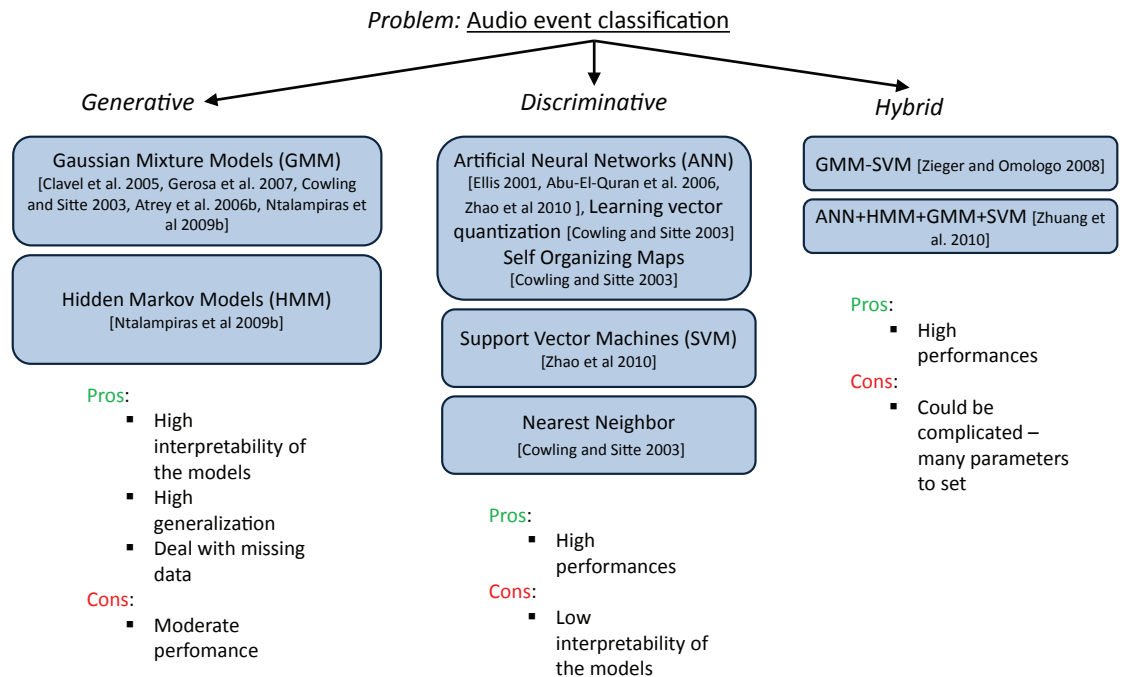 Problem: Audio event classification
Generative
Gaussian Mixture Models (GMM)
[Clavel et al. 2005, Gerosa et al. 2007, Cowling
and Sitte 2003, Atrey et al. 2006b, Ntalampiras et
al 2009b]
Hidden Markov Models (HMM)
[Ntalampiras et al 2009b]
Pros:
▪ High
interpretability of
the models
▪ High
generalization
▪ Deal with missing
data
Cons:
▪ Moderate
perfomance
Discriminative
Artificial Neural Networks (ANN)
[Ellis 2001, Abu-El-Quran et al. 2006,
Zhao et al 2010 ], Learning vector
quantization [Cowling and Sitte 2003]
Self Organizing Maps
[Cowling and Sitte 2003]
Support Vector Machines (SVM)
[Zhao et al 2010]
Nearest Neighbor
[Cowling and Sitte 2003]
Pros:
▪ High
performances
Cons:
▪ Low
interpretability of
the models
Hybrid
GMM-SVM [Zieger and Omologo 2008]
ANN+HMM+GMM+SVM [Zhuang et
al. 2010]
Pros:
▪ High
performances
Cons:
▪ Could be
complicated –
many parameters
to set